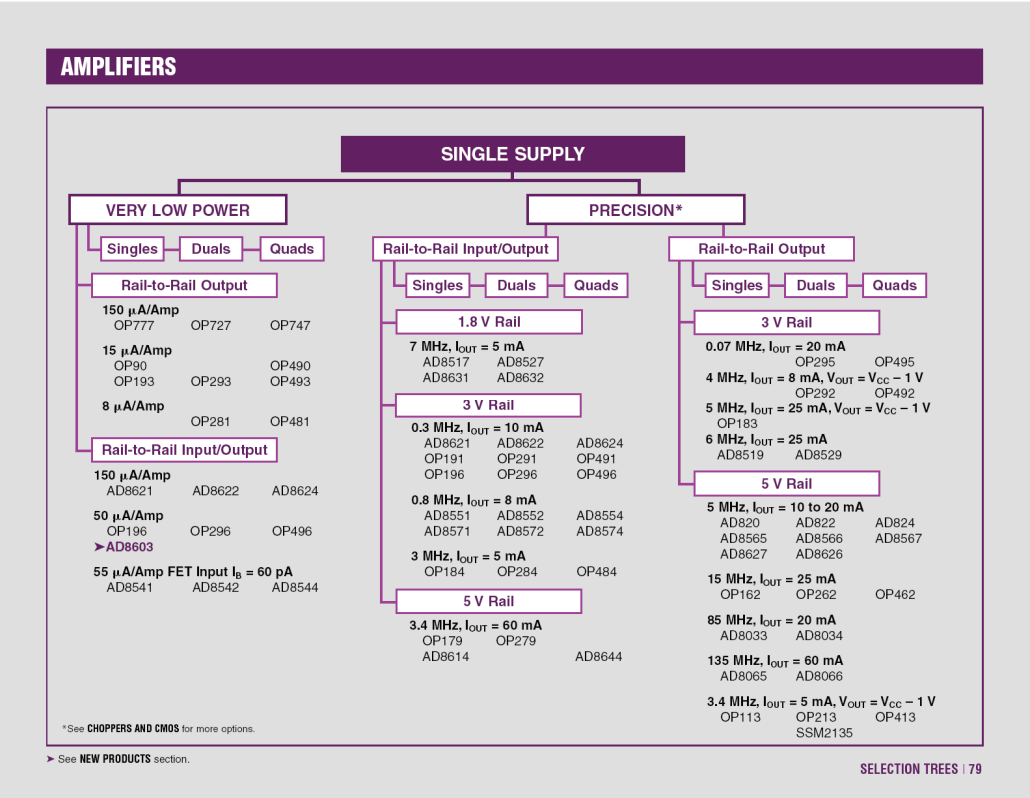 AMPLIFIERS
SINGLE SUPPLY
VERY LOW POWER
Singles Duals Quads
Rail-to-Rail Output
150 μA/Amp
OP777 OP727 OP747
15 μA/Amp
OP90 OP490
OP193 OP293 OP493
8 μA/Amp
OP281 OP481
Rail-to-Rail Input/Output
150 μA/Amp
AD8621 AD8622 AD8624
50 μA/Amp
OP196 OP296 OP496
➤AD8603
55 μA/Amp FET Input IB = 60 pA
AD8541 AD8542 AD8544
PRECISION*
Rail-to-Rail Input/Output
Singles Duals Quads
1.8 V Rail
7 MHz, IOUT = 5 mA
AD8517 AD8527
AD8631 AD8632
3 V Rail
0.3 MHz, IOUT = 10 mA
AD8621 AD8622 AD8624
OP191 OP291 OP491
OP196 OP296 OP496
0.8 MHz, IOUT = 8 mA
AD8551 AD8552 AD8554
AD8571 AD8572 AD8574
3 MHz, IOUT = 5 mA
OP184 OP284 OP484
5 V Rail
3.4 MHz, IOUT = 60 mA
OP179 OP279
AD8614 AD8644
Rail-to-Rail Output
Singles Duals Quads
3 V Rail
0.07 MHz, IOUT = 20 mA
OP295 OP495
4 MHz, IOUT = 8 mA, VOUT = VCC – 1 V
OP292 OP492
5 MHz, IOUT = 25 mA, VOUT = VCC – 1 V
OP183
6 MHz, IOUT = 25 mA
AD8519 AD8529
5 V Rail
5 MHz, IOUT = 10 to 20 mA
AD820 AD822 AD824
AD8565 AD8566 AD8567
AD8627 AD8626
15 MHz, IOUT = 25 mA
OP162 OP262 OP462
85 MHz, IOUT = 20 mA
AD8033 AD8034
135 MHz, IOUT = 60 mA
AD8065 AD8066
3.4 MHz, IOUT = 5 mA, VOUT = VCC – 1 V
OP113 OP213 OP413
SSM2135
*See CHOPPERS AND CMOS for more options.
➤ See NEW PRODUCTS section.
SELECTION TREES | 79